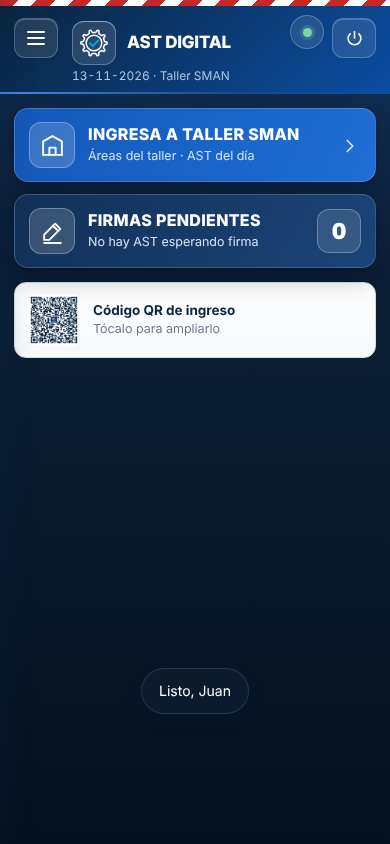 AST DIGITAL
13-11-2026 · Taller SMAN
INGRESA A TALLER SMAN
Áreas del taller · AST del día
FIRMAS PENDIENTES
No hay AST esperando firma
0
Código QR de ingreso
Tócalo para ampliarlo
Listo, Juan